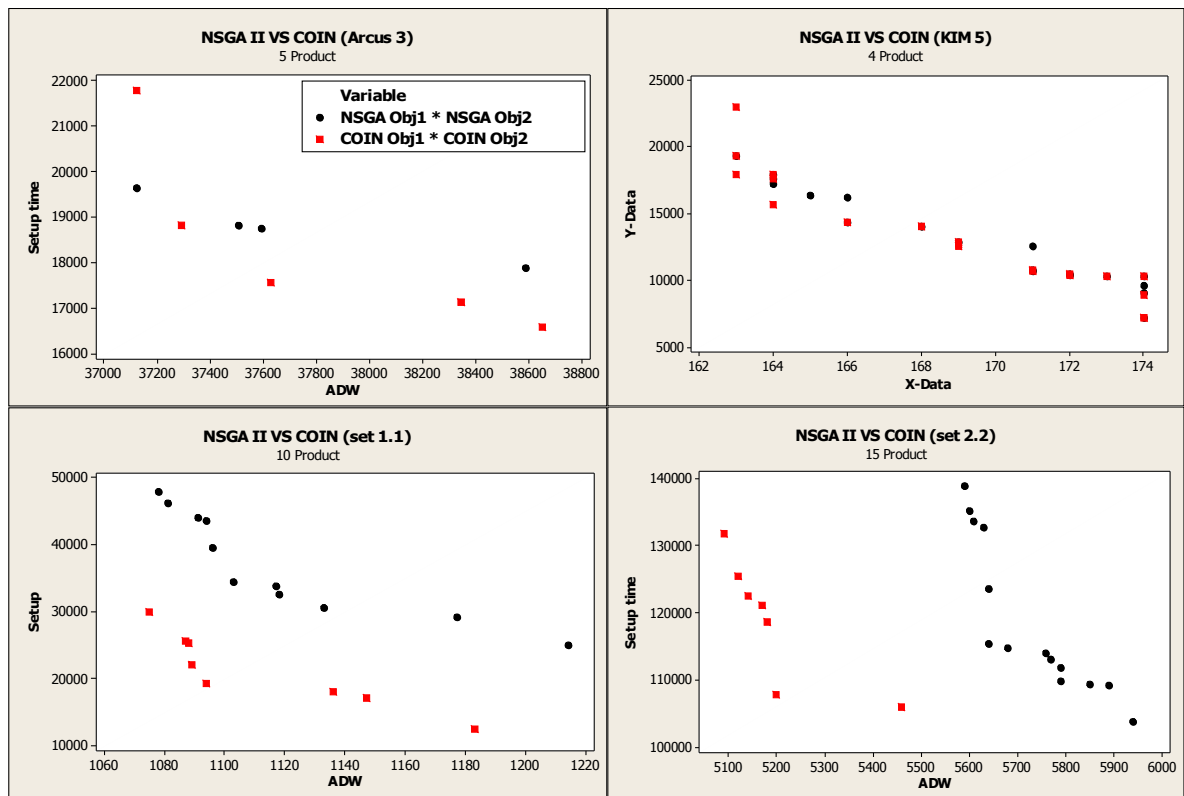 NSGA II VS COIN (Arcus 3)
5 Product
22000
21000
20000
19000
18000
17000
16000
Setup time
Variable
NSGA Obj1 * NSGA Obj2
COIN Obj1 * COIN Obj2
37000 37200 37400 37600 37800 38000 38200 38400 38600 38800
ADW
NSGA II VS COIN (KIM 5)
4 Product
25000
20000
15000
10000
5000
Y-Data
162 164 166 168 170 172 174
X-Data
NSGA II VS COIN (set 1.1)
10 Product
50000
40000
30000
20000
10000
Setup
1060 1080 1100 1120 1140 1160 1180 1200 1220
ADW
NSGA II VS COIN (set 2.2)
15 Product
140000
130000
120000
110000
100000
Setup time
5100 5200 5300 5400 5500 5600 5700 5800 5900 6000
ADW